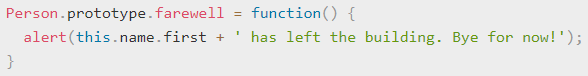 Person.prototype.farewell = function() {
  alert(this.name.first + ' has left the building. Bye for now!');
}